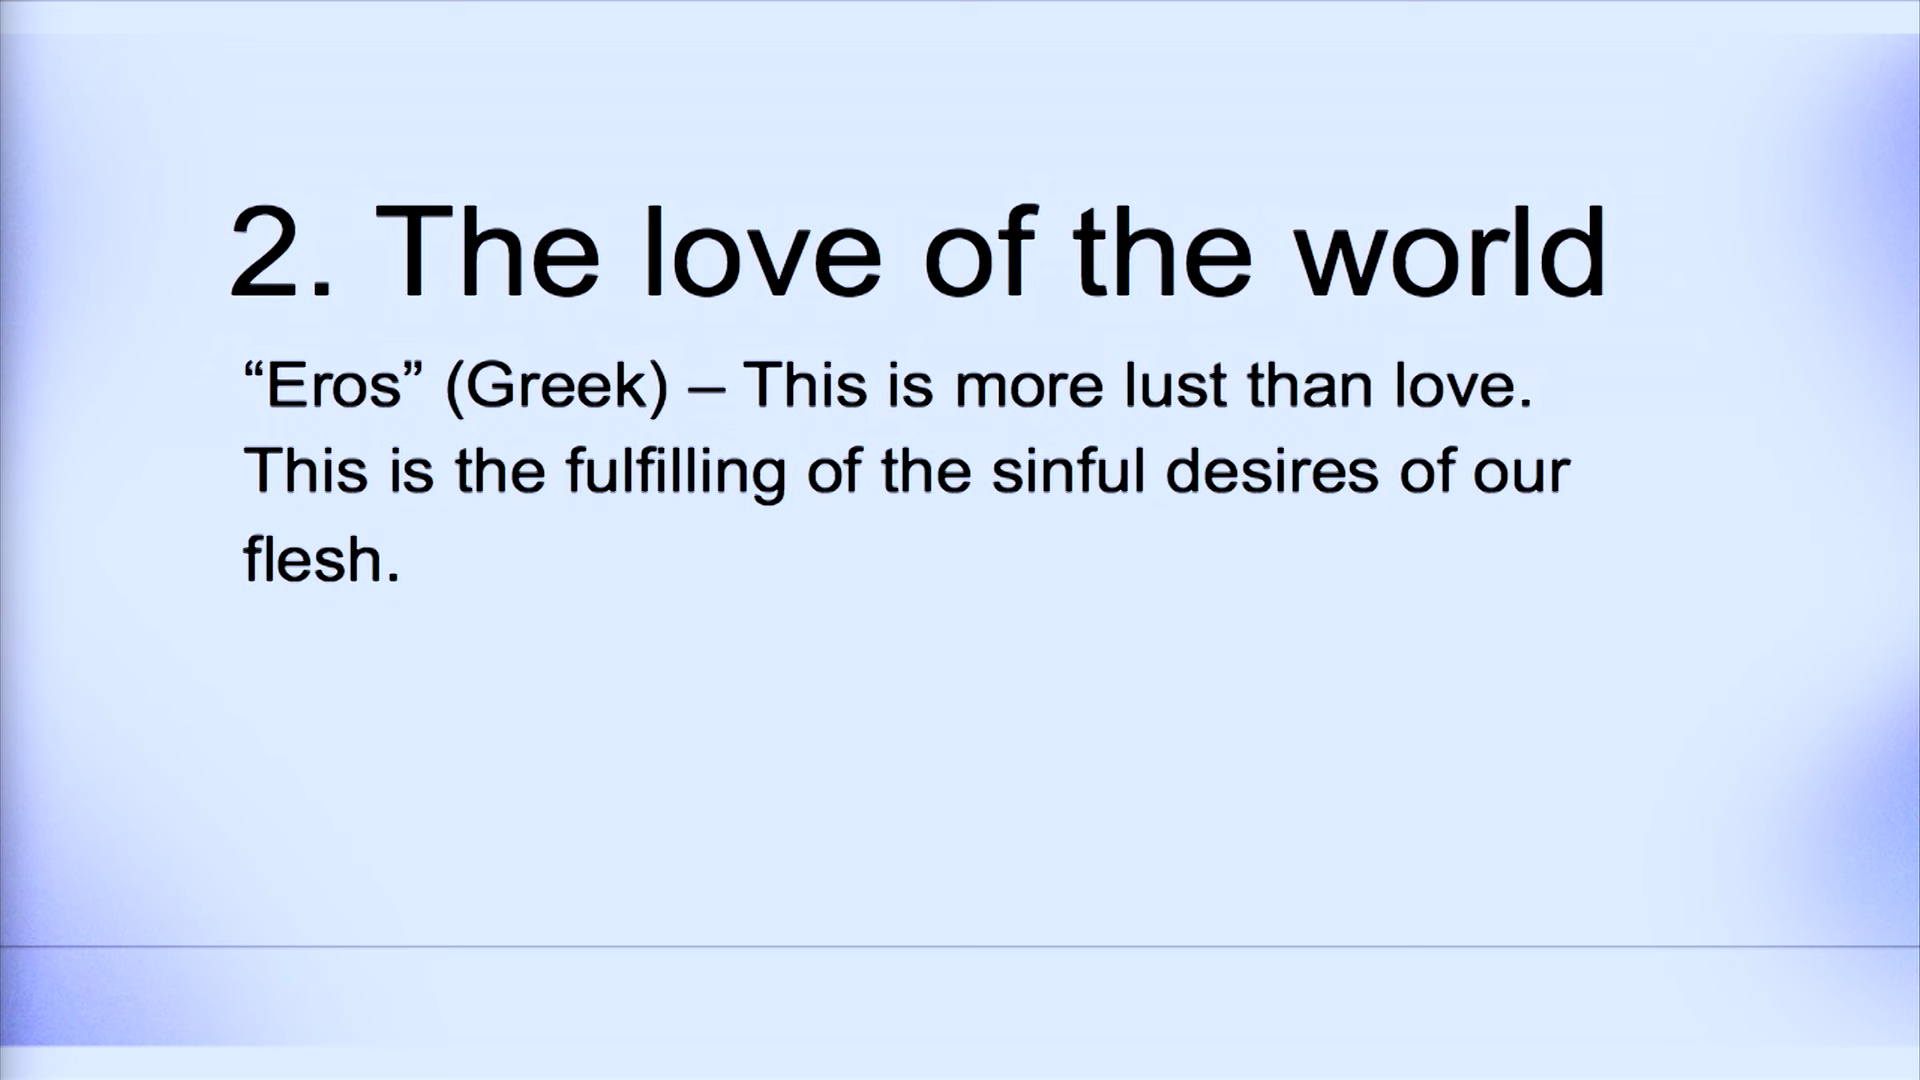 2. The love of the world
“Eros” (Greek) – This is more lust than love.
This is the fulfilling of the sinful desires of our
flesh.